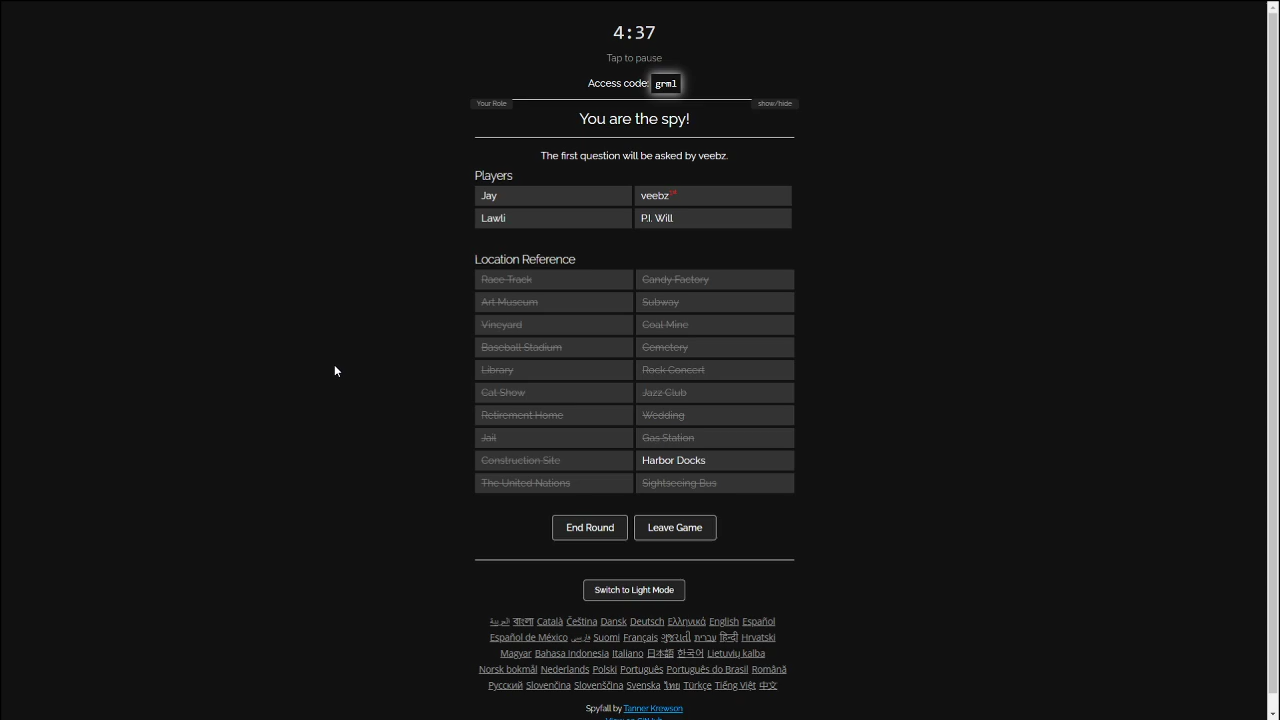 4:37
Tap to pause
Access code: grml
Your Role show/hide
You are the spy!
The first question will be asked by veebz.
Players
Jay veebz
Lawli P.I. Will
Location Reference
Race Track Candy Factory
Art Museum Subway
Vineyard Coal Mine
Baseball Stadium Cemetery
Library Rock Concert
Cat Show Jazz Club
Retirement Home Wedding
Jail Gas Station
Construction Site Harbor Docks
The United Nations Sightseeing Bus
End Round Leave Game
Switch to Light Mode
العربية বাংলা Català Čeština Dansk Deutsch Ελληνικά English Español
Español de México فارسی Suomi Français ગુજરાતી עברית हिन्दी Hrvatski
Magyar Bahasa Indonesia Italiano 日本語 한국어 Lietuvių kalba
Norsk bokmål Nederlands Polski Português Português do Brasil Română
Русский Slovenčina Slovenščina Svenska ไทย Türkçe Tiếng Việt 中文
Spyfall by Tanner Krewson